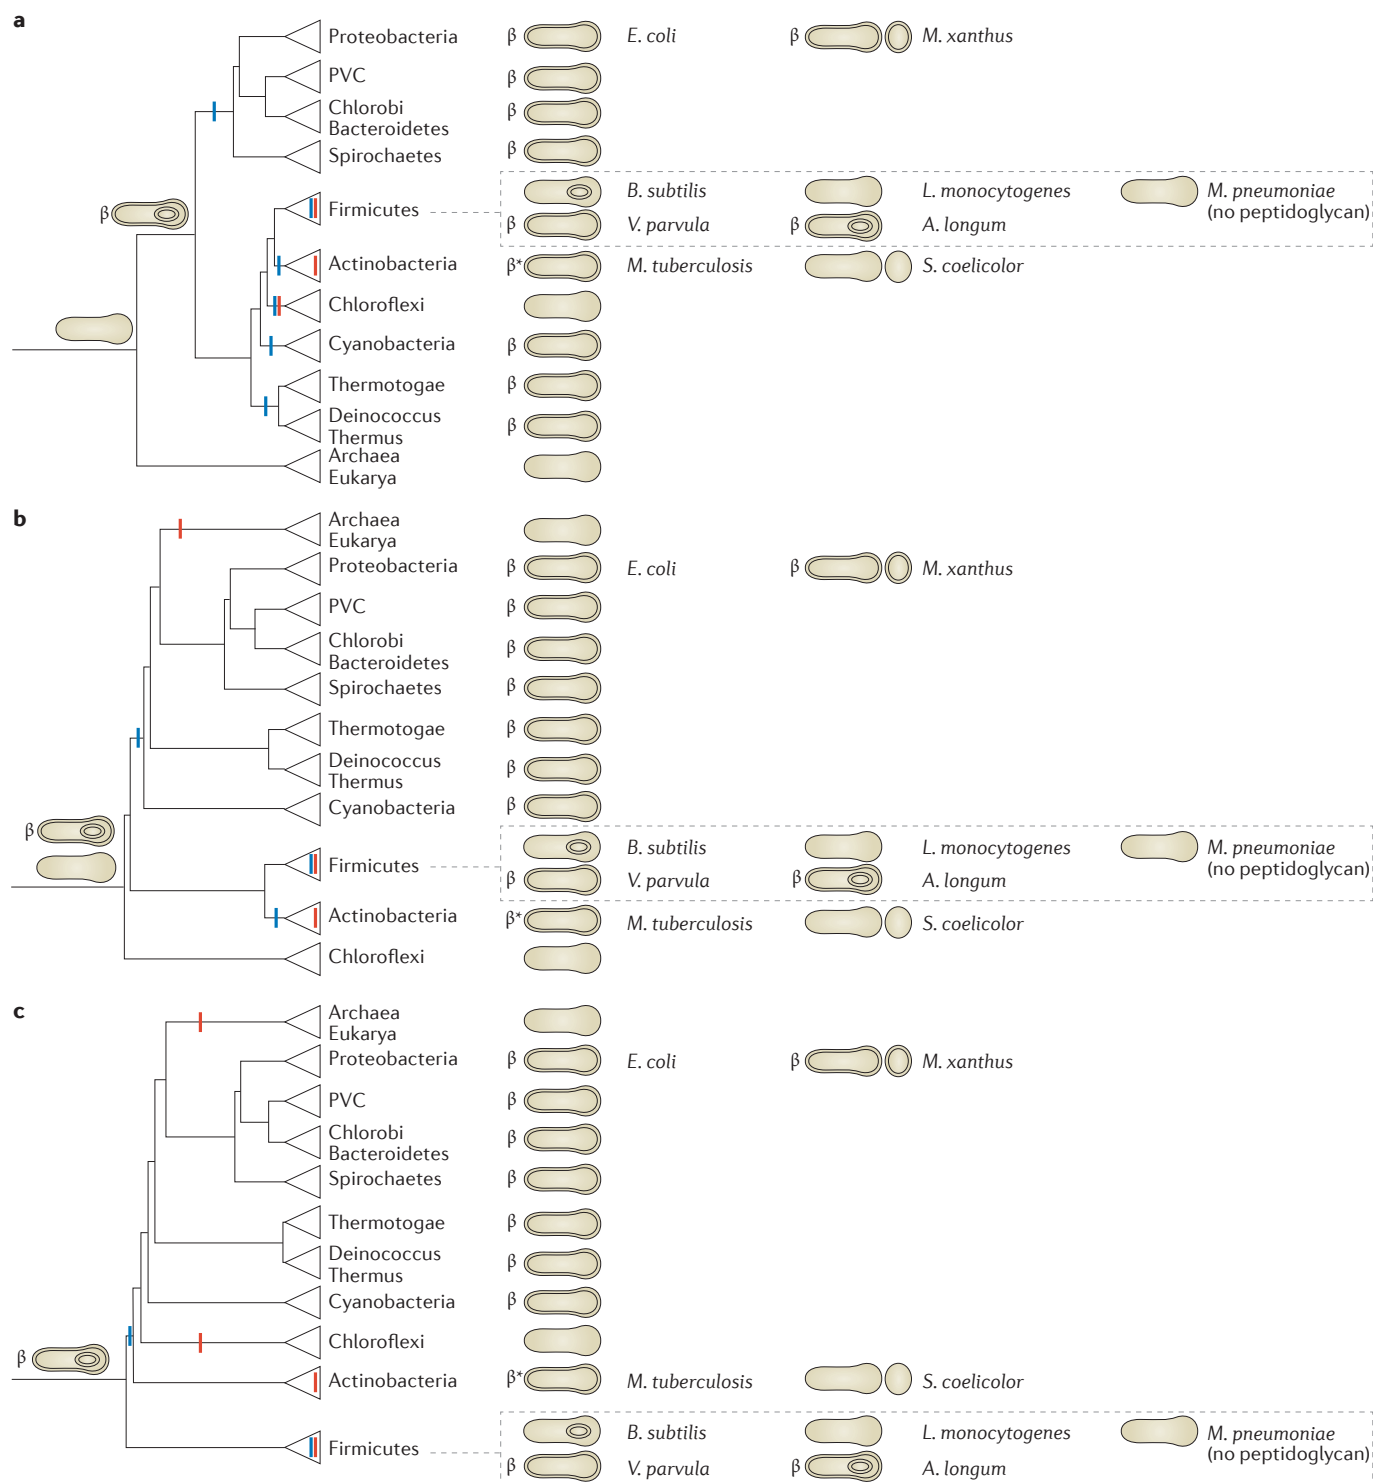 a
Proteobacteria β E. coli β M. xanthus
PVC β
Chlorobi
Bacteroidetes β
Spirochaetes β
B. subtilis L. monocytogenes M. pneumoniae
(no peptidoglycan)
Firmicutes
β V. parvula β A. longum
β
Actinobacteria β* M. tuberculosis S. coelicolor
Chloroflexi
Cyanobacteria β
Thermotogae β
Deinococcus
Thermus β
Archaea
Eukarya
b
Archaea
Eukarya
Proteobacteria β E. coli β M. xanthus
PVC β
Chlorobi
Bacteroidetes β
Spirochaetes β
Thermotogae β
Deinococcus
Thermus β
Cyanobacteria β
β
B. subtilis L. monocytogenes M. pneumoniae
(no peptidoglycan)
Firmicutes
β V. parvula β A. longum
Actinobacteria β* M. tuberculosis S. coelicolor
Chloroflexi
c
Archaea
Eukarya
Proteobacteria β E. coli β M. xanthus
PVC β
Chlorobi
Bacteroidetes β
Spirochaetes β
Thermotogae β
Deinococcus
Thermus β
Cyanobacteria β
Chloroflexi
β
Actinobacteria β* M. tuberculosis S. coelicolor
B. subtilis L. monocytogenes M. pneumoniae
(no peptidoglycan)
Firmicutes
β V. parvula β A. longum